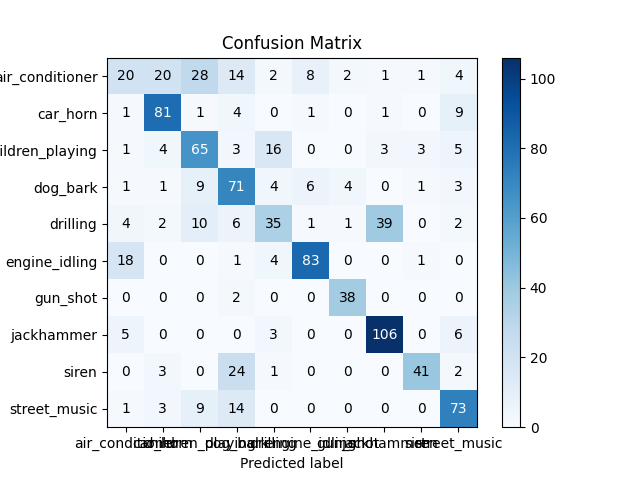 Confusion Matrix
air_conditioner 20 20 28 14 2 8 2 1 1 4
car_horn 1 81 1 4 0 1 0 1 0 9
ildren_playing 1 4 65 3 16 0 0 3 3 5
dog_bark 1 1 9 71 4 6 4 0 1 3
drilling 4 2 10 6 35 1 1 39 0 2
engine_idling 18 0 0 1 4 83 0 0 1 0
gun_shot 0 0 0 2 0 0 38 0 0 0
jackhammer 5 0 0 0 3 0 0 106 0 6
siren 0 3 0 24 1 0 0 0 41 2
street_music 1 3 9 14 0 0 0 0 0 73
street_music
Predicted label
100
80
60
40
20
0